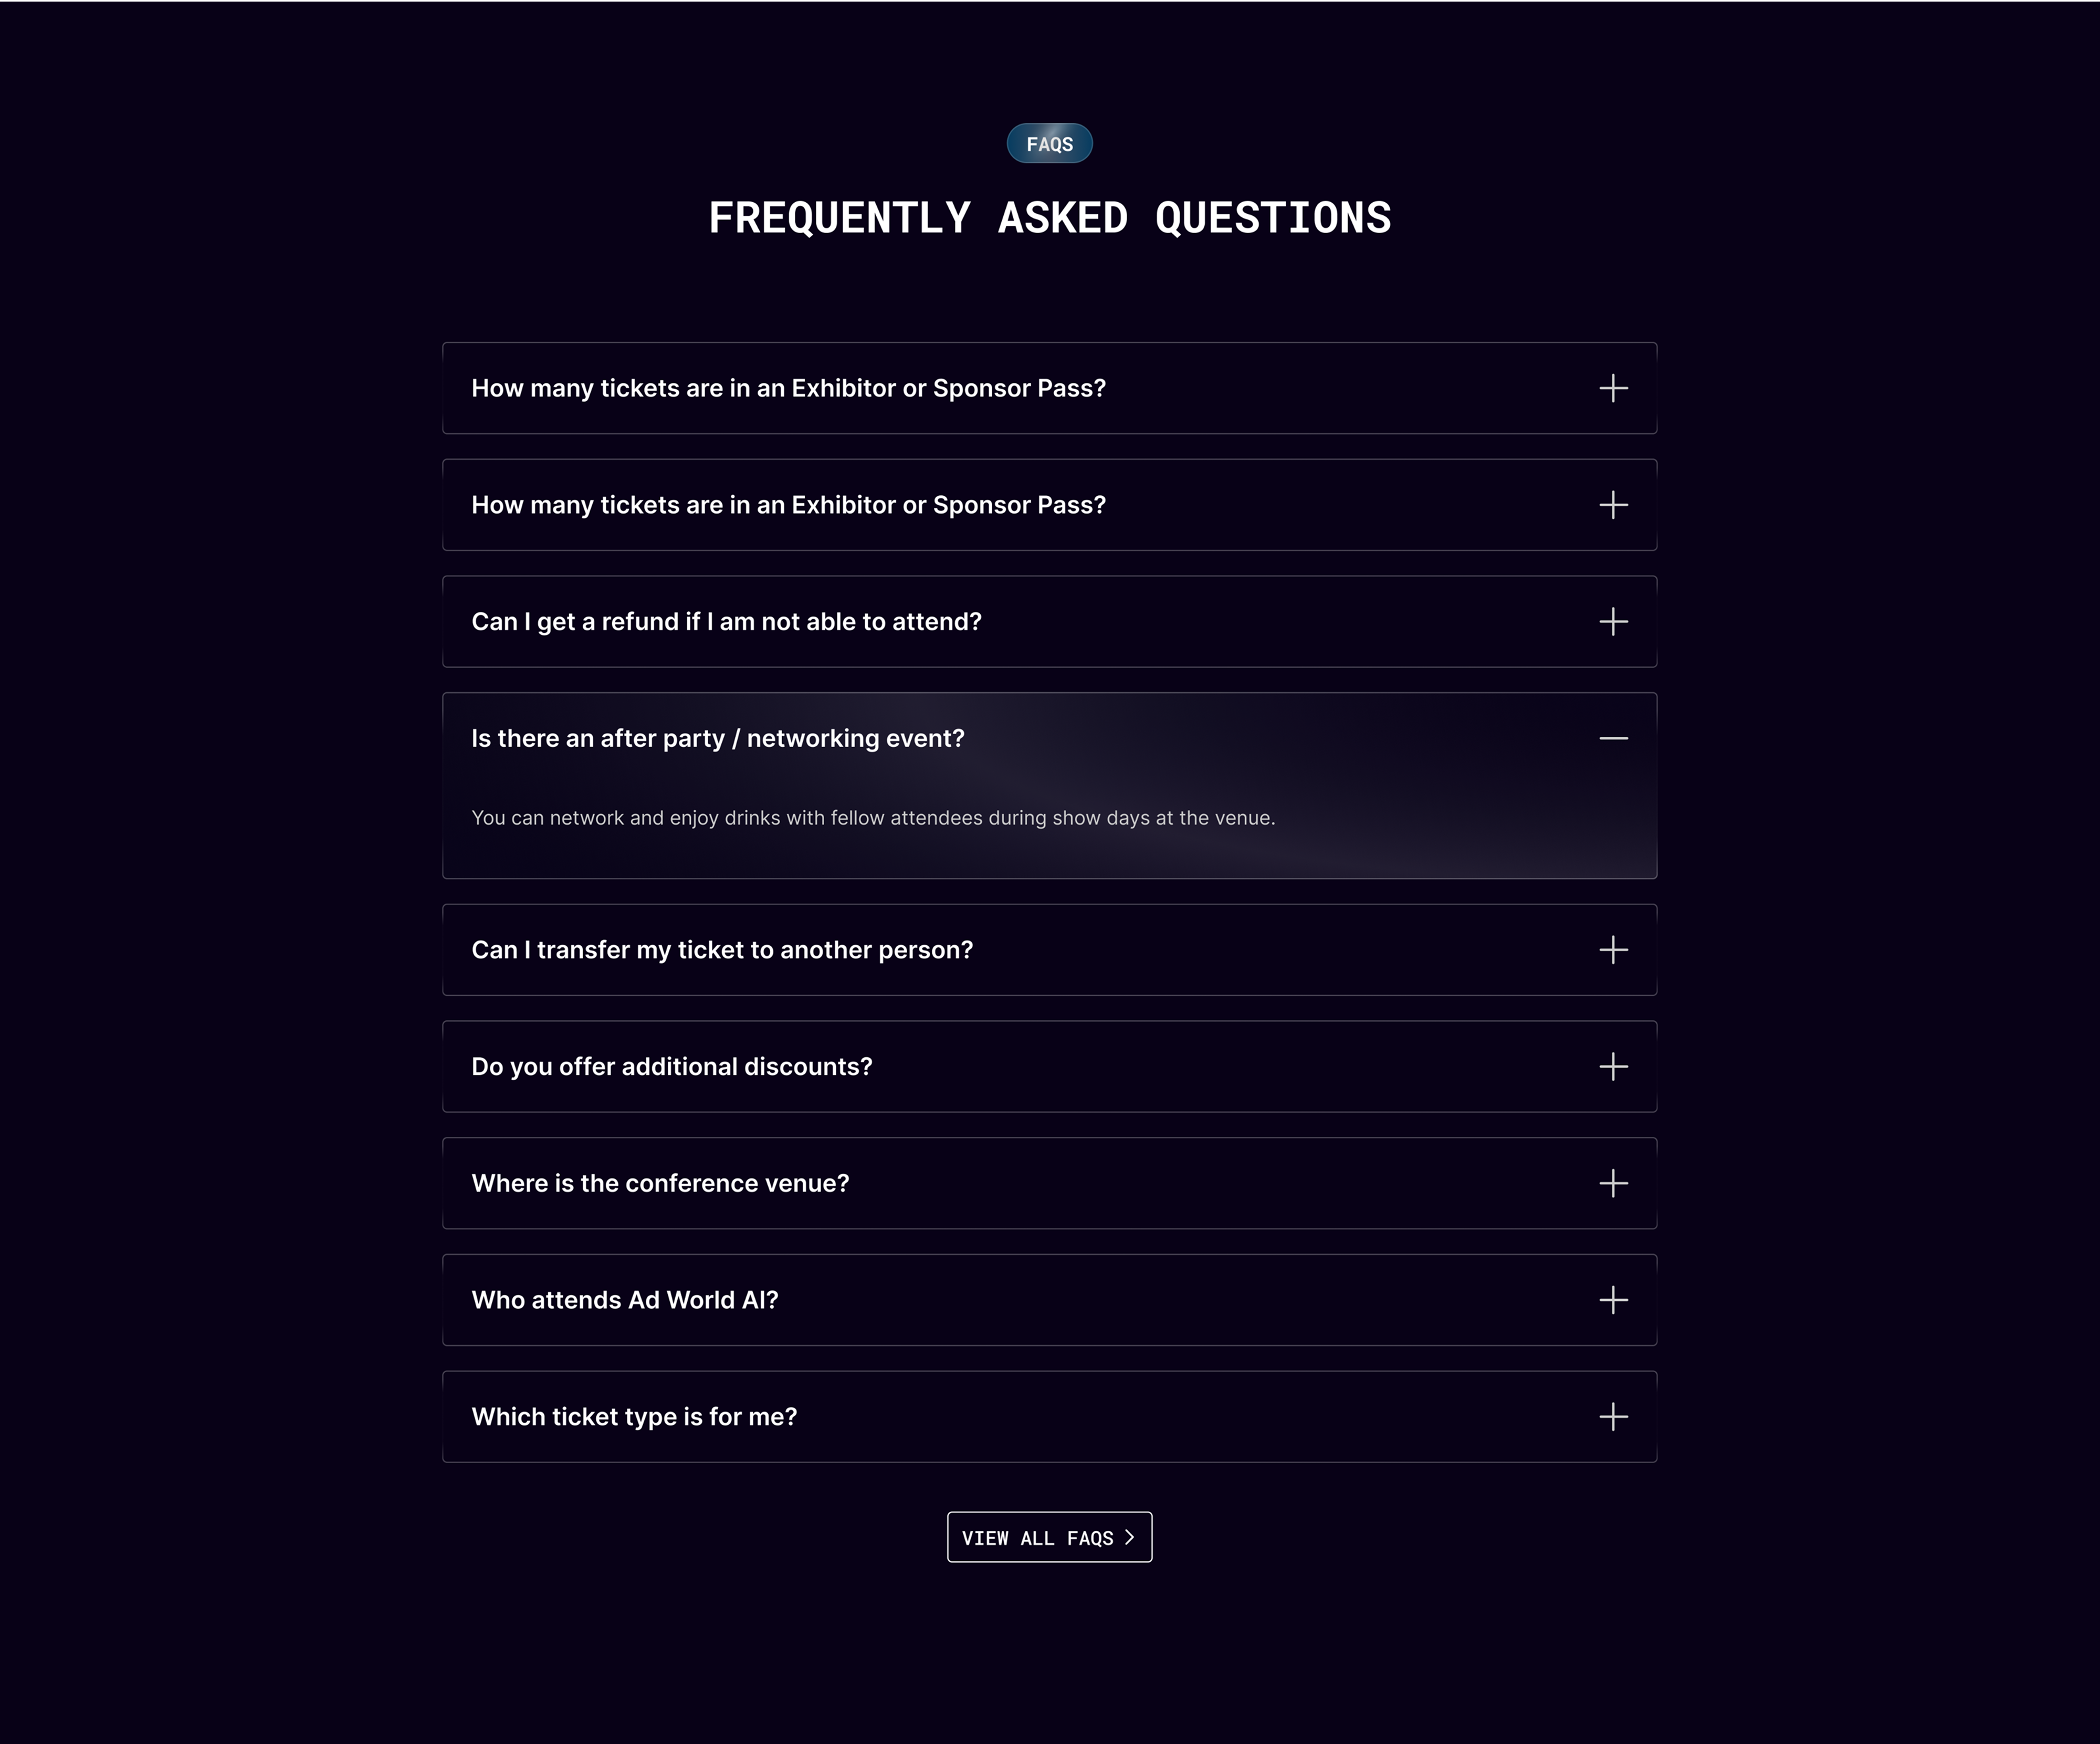 FAQS
FREQUENTLY ASKED QUESTIONS
How many tickets are in an Exhibitor or Sponsor Pass?
How many tickets are in an Exhibitor or Sponsor Pass?
Can I get a refund if I am not able to attend?
Is there an after party / networking event?
You can network and enjoy drinks with fellow attendees during show days at the venue.
Can I transfer my ticket to another person?
Do you offer additional discounts?
Where is the conference venue?
Who attends Ad World AI?
Which ticket type is for me?
VIEW ALL FAQS